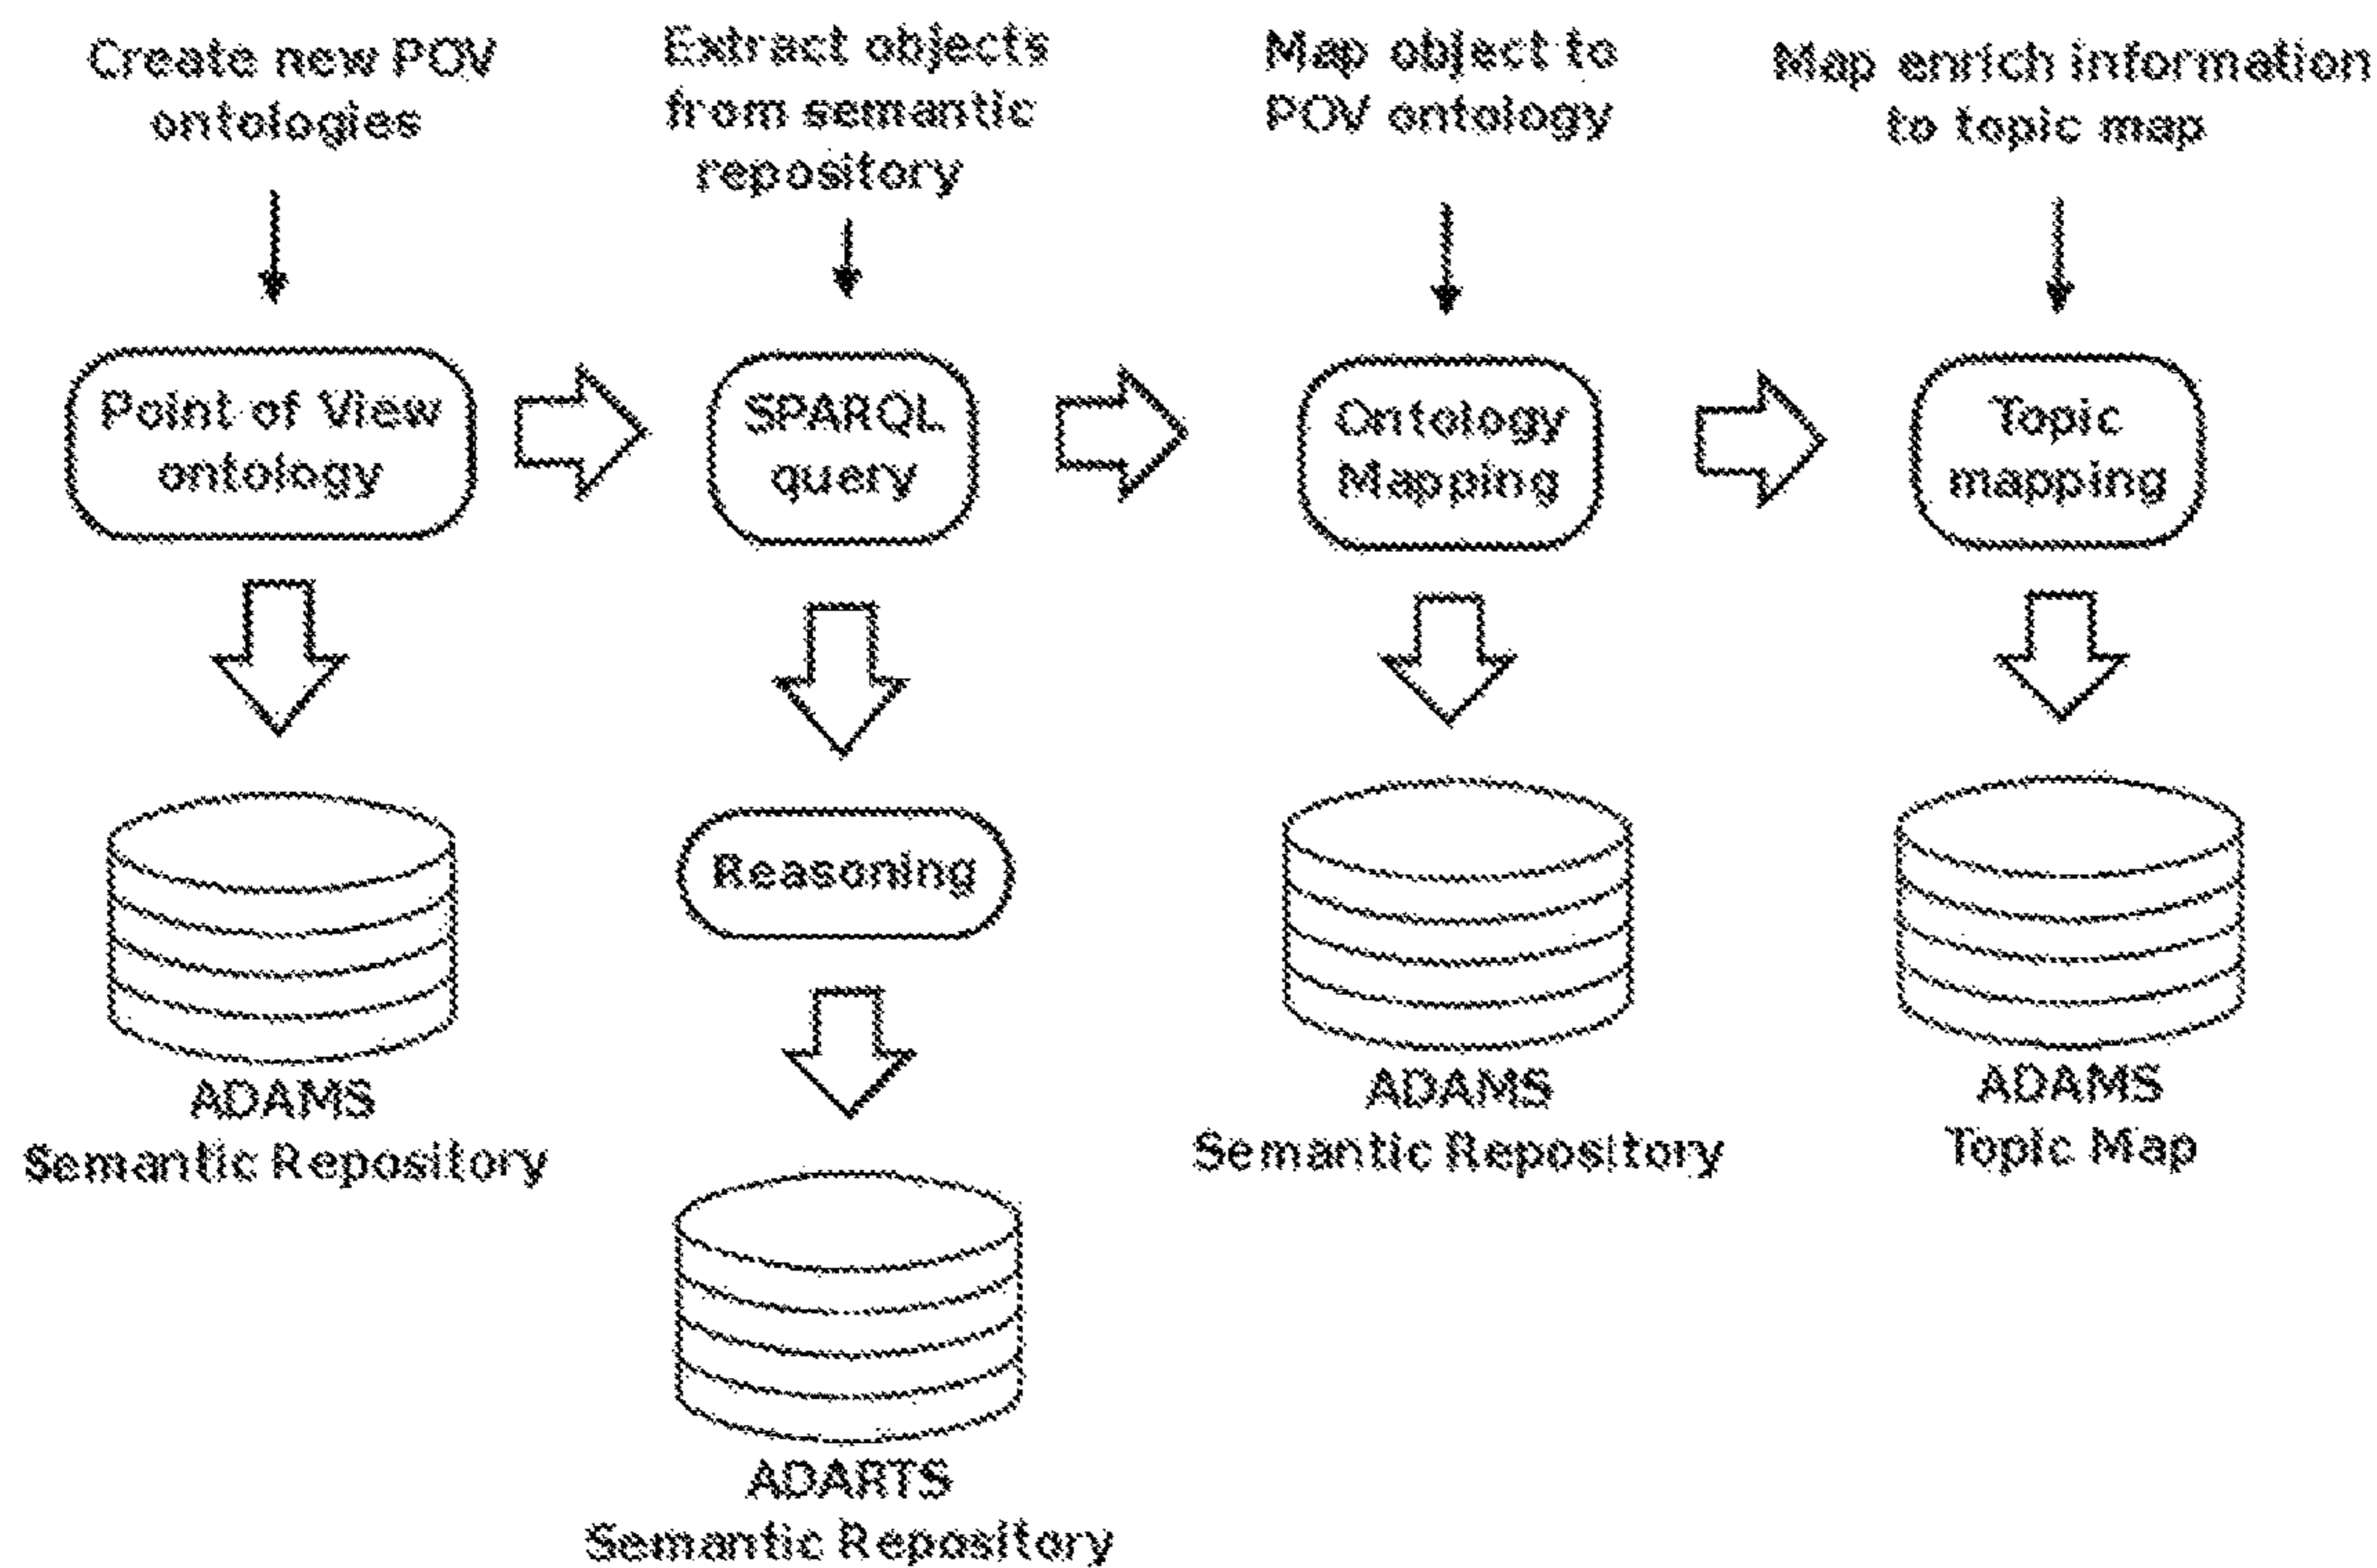 Create new POV
ontologies
Extract objects
from semantic
repository
Map object to
POV ontology
Map enrich information
to topic map
Point of View
ontology
SPARQL
query
Ontology
Mapping
Topic
mapping
Reasoning
ADAMS
Semantic Repository
ADARTS
Semantic Repository
ADAMS
Semantic Repository
ADAMS
Topic Map